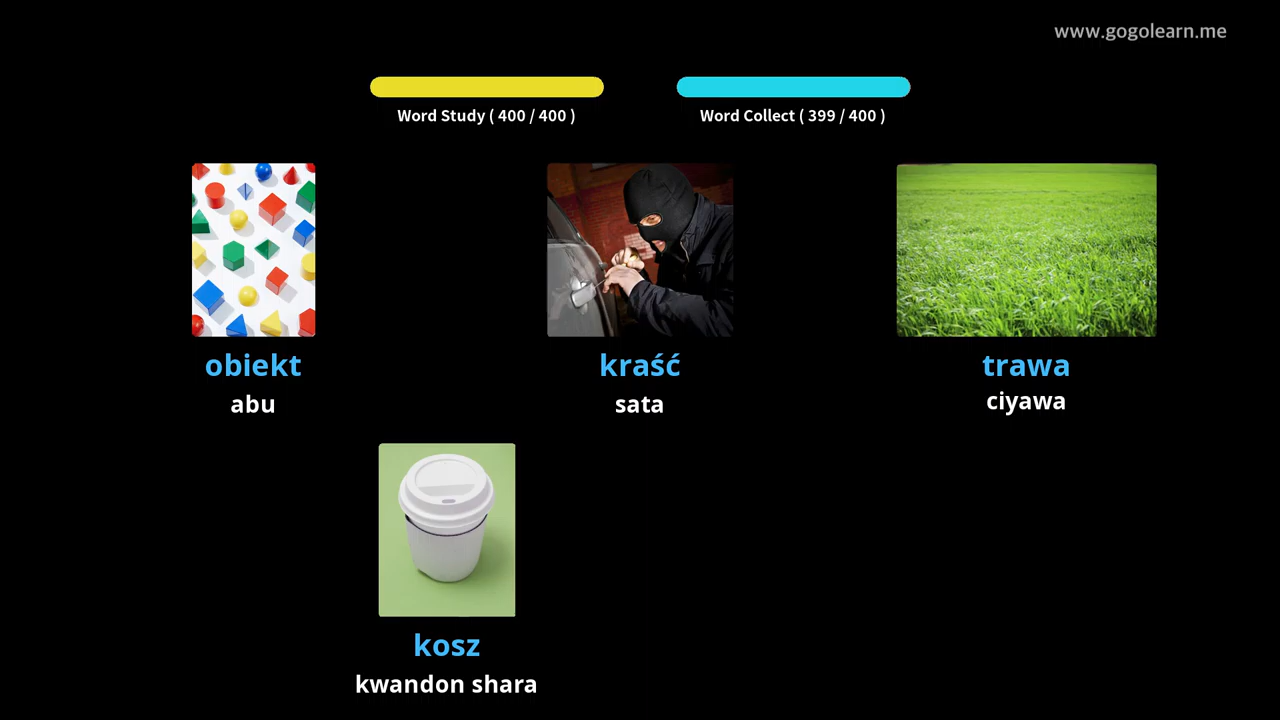 www.gogolearn.me
Word Study ( 400 / 400 )
Word Collect ( 399 / 400 )
obiekt
abu
kraść
sata
trawa
ciyawa
kosz
kwandon shara